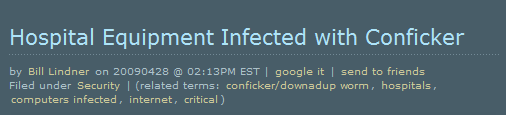 Hospital Equipment Infected with Conficker
by Bill Lindner on 20090428 @ 02:13PM EST | google it | send to friends
Filed under Security | (related terms: conficker/downadup worm, hospitals,
computers infected, internet, critical)